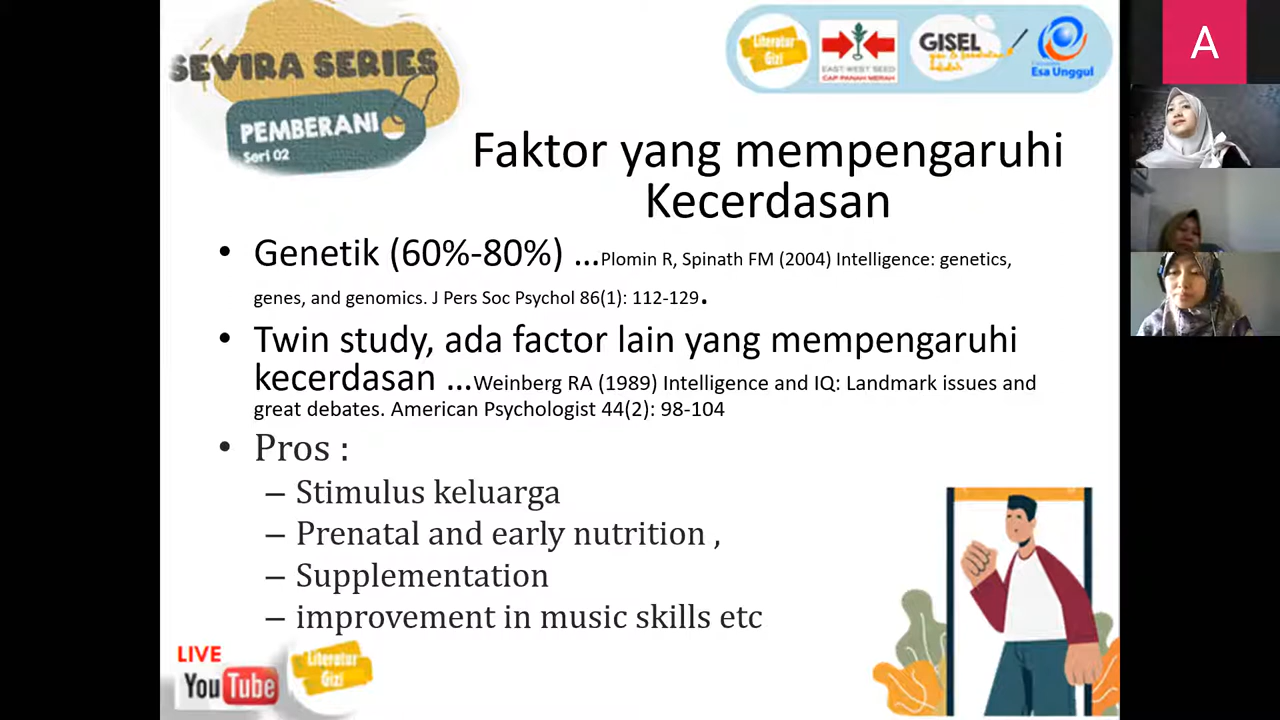 SEVIRA SERIES
PEMBERANI
Seri 02
Literatur
Gizi
EAST WEST SEED
CAP PANAH MERAH
GISEL
Esa Unggul
A
Faktor yang mempengaruhi
Kecerdasan
• Genetik (60%-80%) ...Plomin R, Spinath FM (2004) Intelligence: genetics,
genes, and genomics. J Pers Soc Psychol 86(1): 112-129.
• Twin study, ada factor lain yang mempengaruhi
kecerdasan ...Weinberg RA (1989) Intelligence and IQ: Landmark issues and
great debates. American Psychologist 44(2): 98-104
• Pros :
– Stimulus keluarga
– Prenatal and early nutrition ,
– Supplementation
– improvement in music skills etc
LIVE
YouTube
Literatur
Gizi